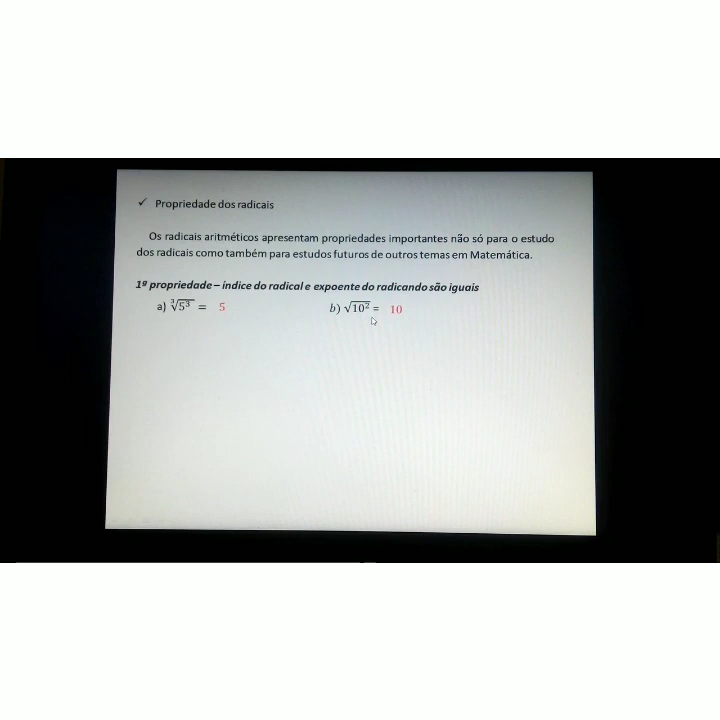 ✓ Propriedade dos radicais
Os radicais aritméticos apresentam propriedades importantes não só para o estudo
dos radicais como também para estudos futuros de outros temas em Matemática.
1ª propriedade – índice do radical e expoente do radicando são iguais
a) ∛5³ = 5 b) √10² = 10